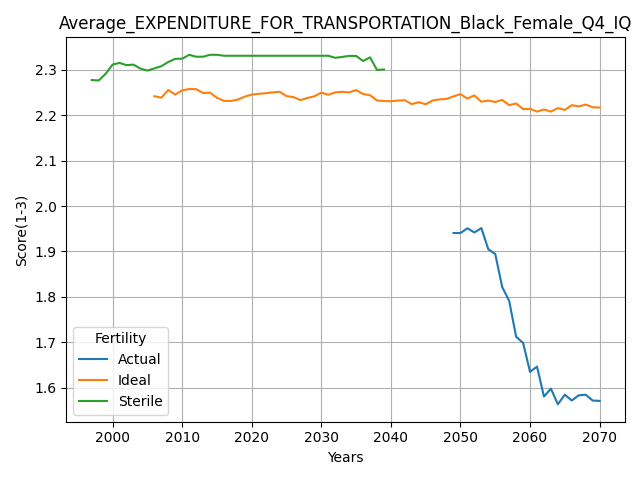 Average_EXPENDITURE_FOR_TRANSPORTATION_Black_Female_Q4_IQ
Score(1-3)
2.3
2.2
2.1
2.0
1.9
1.8
1.7
1.6
Fertility
Actual
Ideal
Sterile
2000 2010 2020 2030 2040 2050 2060 2070
Years